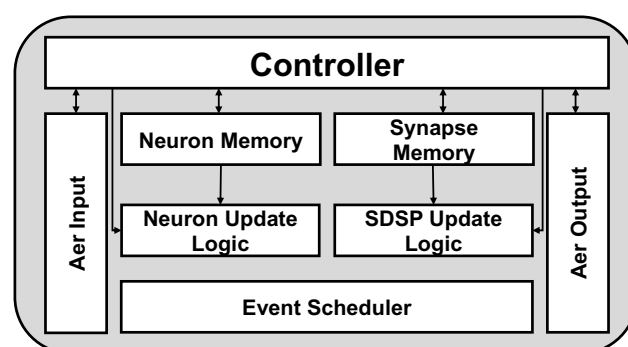 Controller
Aer Input
Neuron Memory
Synapse
Memory
Aer Output
Neuron Update
Logic
SDSP Update
Logic
Event Scheduler